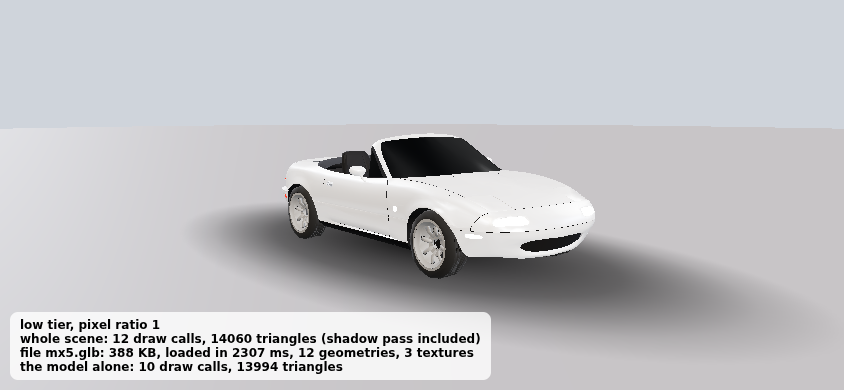 low tier, pixel ratio 1
whole scene: 12 draw calls, 14060 triangles (shadow pass included)
file mx5.glb: 388 KB, loaded in 2307 ms, 12 geometries, 3 textures
the model alone: 10 draw calls, 13994 triangles